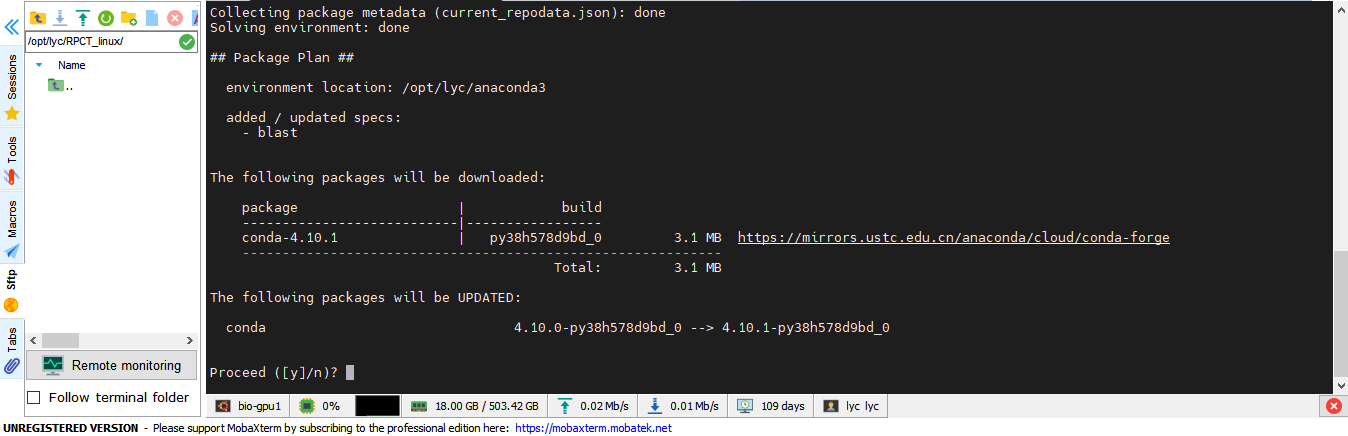 /opt/lyc/RPCT_linux/
Name
..
Sessions
Tools
Macros
Sftp
Tabs
Remote monitoring
Follow terminal folder
Collecting package metadata (current_repodata.json): done
Solving environment: done
## Package Plan ##
environment location: /opt/lyc/anaconda3
added / updated specs:
- blast
The following packages will be downloaded:
package | build
---------------------------|-----------------
conda-4.10.1 | py38h578d9bd_0 3.1 MB https://mirrors.ustc.edu.cn/anaconda/cloud/conda-forge
------------------------------------------------------------
Total: 3.1 MB
The following packages will be UPDATED:
conda 4.10.0-py38h578d9bd_0 --> 4.10.1-py38h578d9bd_0
Proceed ([y]/n)?
bio-gpu1 0% 18.00 GB / 503.42 GB 0.02 Mb/s 0.01 Mb/s 109 days lyc lyc
UNREGISTERED VERSION - Please support MobaXterm by subscribing to the professional edition here: https://mobaxterm.mobatek.net